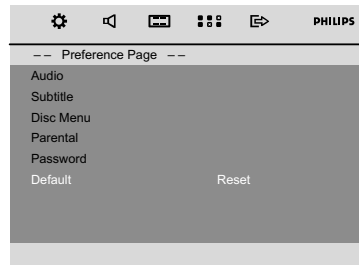 PHILIPS
-- Preference Page --
Audio
Subtitle
Disc Menu
Parental
Password
Default Reset